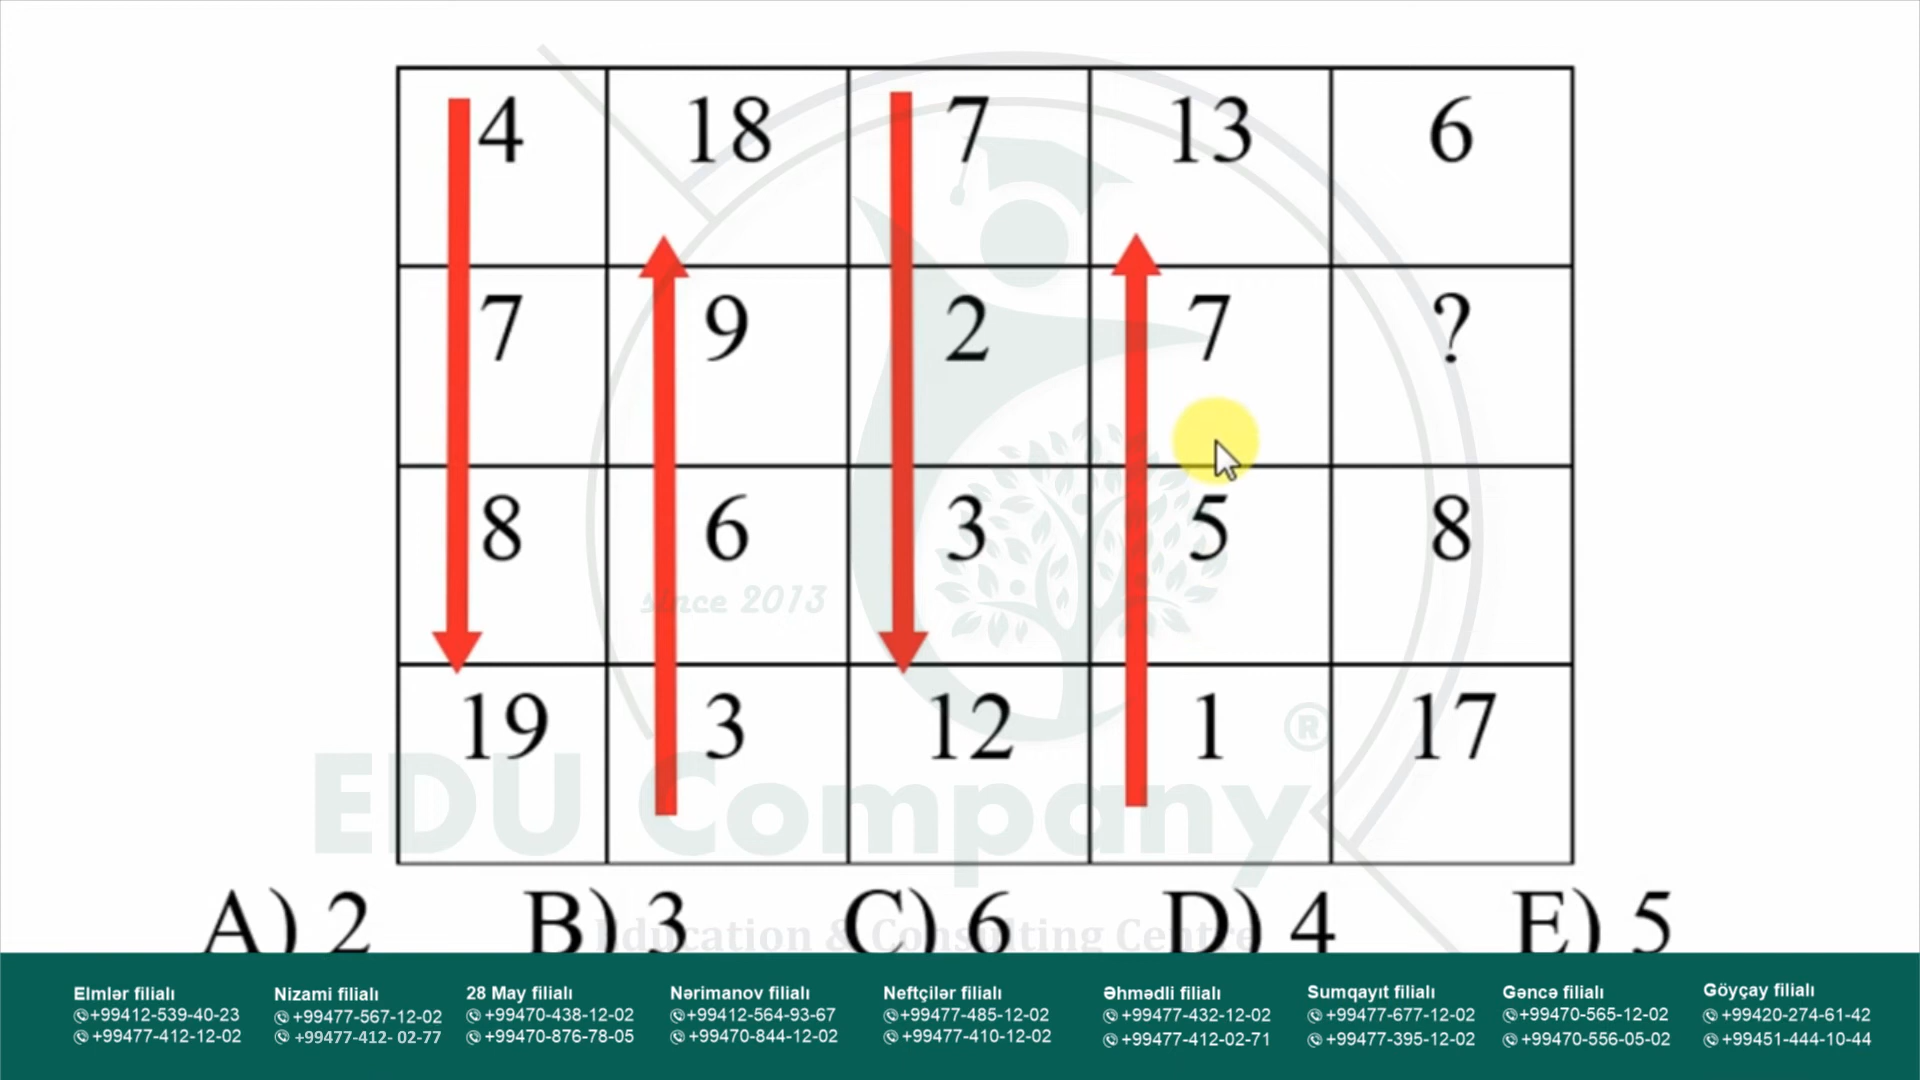 4 18 7 13 6
7 9 2 7 ?
8 6 3 5 8
19 3 12 1 17
since 2013
EDU Company ®
Education & Consulting Centre
A) 2 B) 3 C) 6 D) 4 E) 5
Elmlər filialı
+99412-539-40-23
+99477-412-12-02
Nizami filialı
+99477-567-12-02
+99477-412- 02-77
28 May filialı
+99470-438-12-02
+99470-876-78-05
Nərimanov filialı
+99412-564-93-67
+99470-844-12-02
Neftçilər filialı
+99477-485-12-02
+99477-410-12-02
Əhmədli filialı
+99477-432-12-02
+99477-412-02-71
Sumqayıt filialı
+99477-677-12-02
+99477-395-12-02
Gəncə filialı
+99470-565-12-02
+99470-556-05-02
Göyçay filialı
+99420-274-61-42
+99451-444-10-44